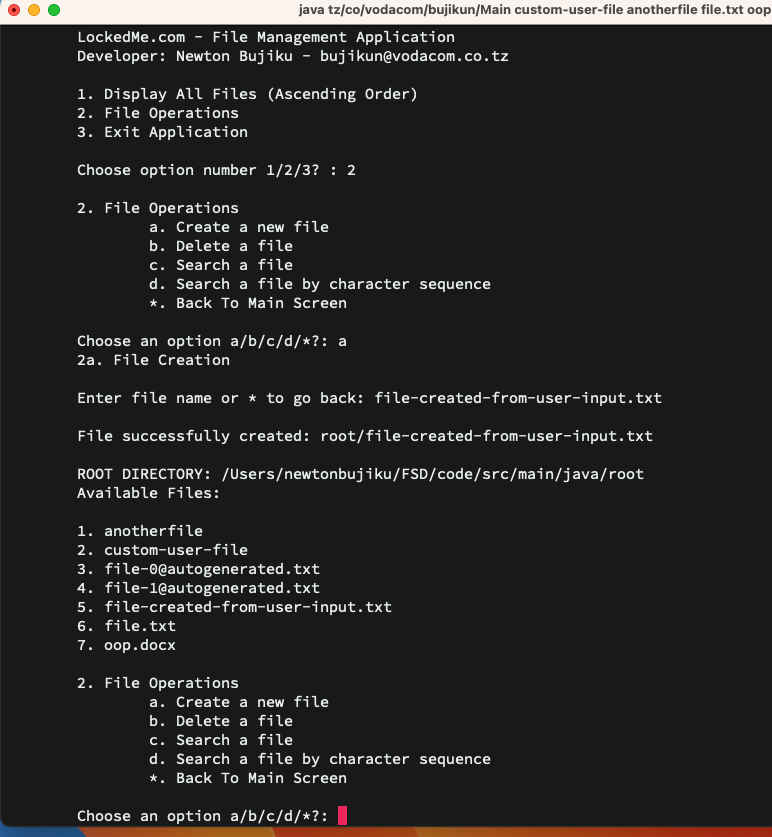 java tz/co/vodacom/bujikun/Main custom-user-file anotherfile file.txt oop
LockedMe.com - File Management Application
Developer: Newton Bujiku - bujikun@vodacom.co.tz
1. Display All Files (Ascending Order)
2. File Operations
3. Exit Application
Choose option number 1/2/3? : 2
2. File Operations
a. Create a new file
b. Delete a file
c. Search a file
d. Search a file by character sequence
*. Back To Main Screen
Choose an option a/b/c/d/*?: a
2a. File Creation
Enter file name or * to go back: file-created-from-user-input.txt
File successfully created: root/file-created-from-user-input.txt
ROOT DIRECTORY: /Users/newtonbujiku/FSD/code/src/main/java/root
Available Files:
1. anotherfile
2. custom-user-file
3. file-0@autogenerated.txt
4. file-1@autogenerated.txt
5. file-created-from-user-input.txt
6. file.txt
7. oop.docx
2. File Operations
a. Create a new file
b. Delete a file
c. Search a file
d. Search a file by character sequence
*. Back To Main Screen
Choose an option a/b/c/d/*?: